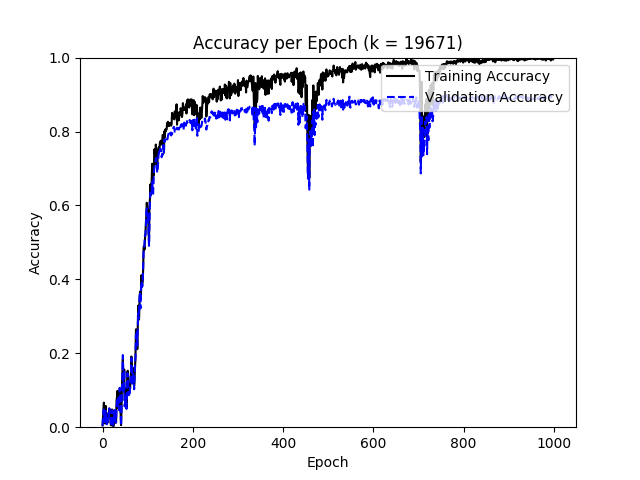 Accuracy per Epoch (k = 19671)
1.0
Training Accuracy
Validation Accuracy
0.8
0.6
Accuracy
0.4
0.2
0.0
0 200 400 600 800 1000
Epoch